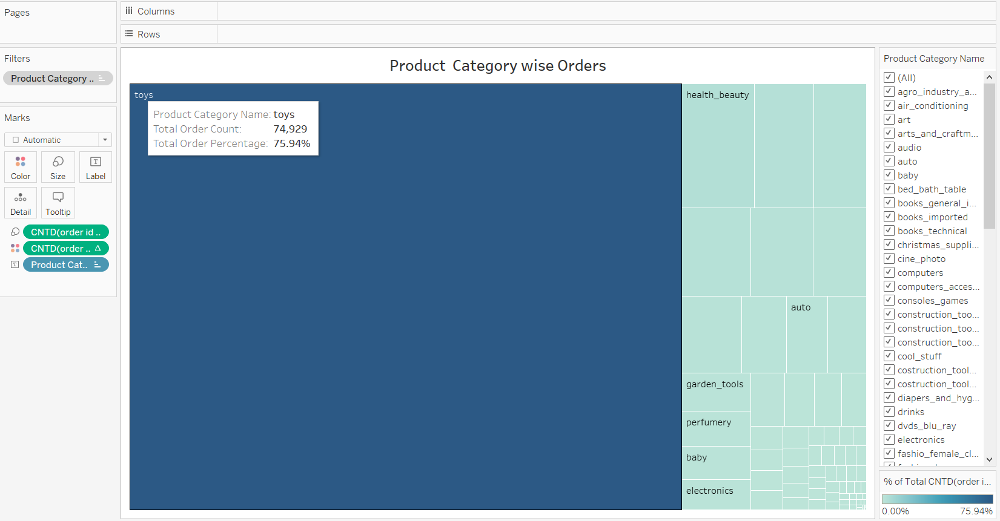 Pages
Columns
Rows
Filters
Product Category ..
Marks
Automatic
Color
Size
T
Label
Detail
Tooltip
CNTD(order id ..
CNTD(order .. Δ
T
Product Cat..
Product Category wise Orders
toys
Product Category Name: toys
Total Order Count: 74,929
Total Order Percentage: 75.94%
health_beauty
auto
garden_tools
perfumery
baby
electronics
Product Category Name
(All)
agro_industry_a...
air_conditioning
art
arts_and_craftm...
audio
auto
baby
bed_bath_table
books_general_i...
books_imported
books_technical
christmas_suppli...
cine_photo
computers
computers_acces...
consoles_games
construction_too...
construction_too...
construction_too...
cool_stuff
costruction_tool...
costruction_tool...
diapers_and_hyg...
drinks
dvds_blu_ray
electronics
fashio_female_cl...
% of Total CNTD(order i...
0.00% 75.94%